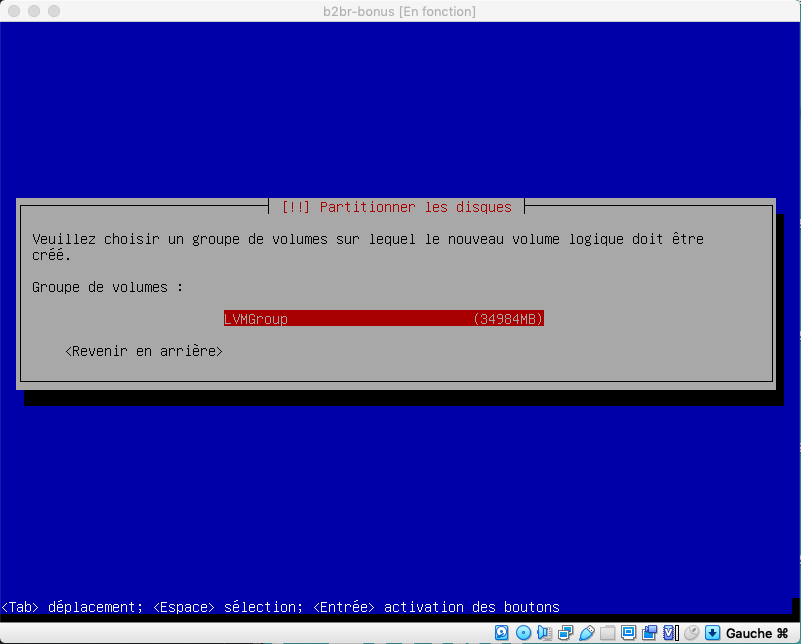 b2br-bonus [En fonction]
[!!] Partitionner les disques
Veuillez choisir un groupe de volumes sur lequel le nouveau volume logique doit être
créé.
Groupe de volumes :
LVMGroup (34984MB)
<Revenir en arrière>
<Tab> déplacement; <Espace> sélection; <Entrée> activation des boutons
Gauche ⌘